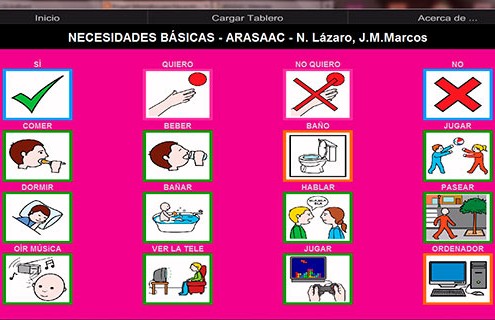 Inicio Cargar Tablero Acerca de ...
NECESIDADES BÁSICAS - ARASAAC - N. Lázaro, J.M.Marcos
SÍ QUIERO NO QUIERO NO
COMER BEBER BAÑO JUGAR
DORMIR BAÑAR HABLAR PASEAR
OÍR MÚSICA VER LA TELE JUGAR ORDENADOR